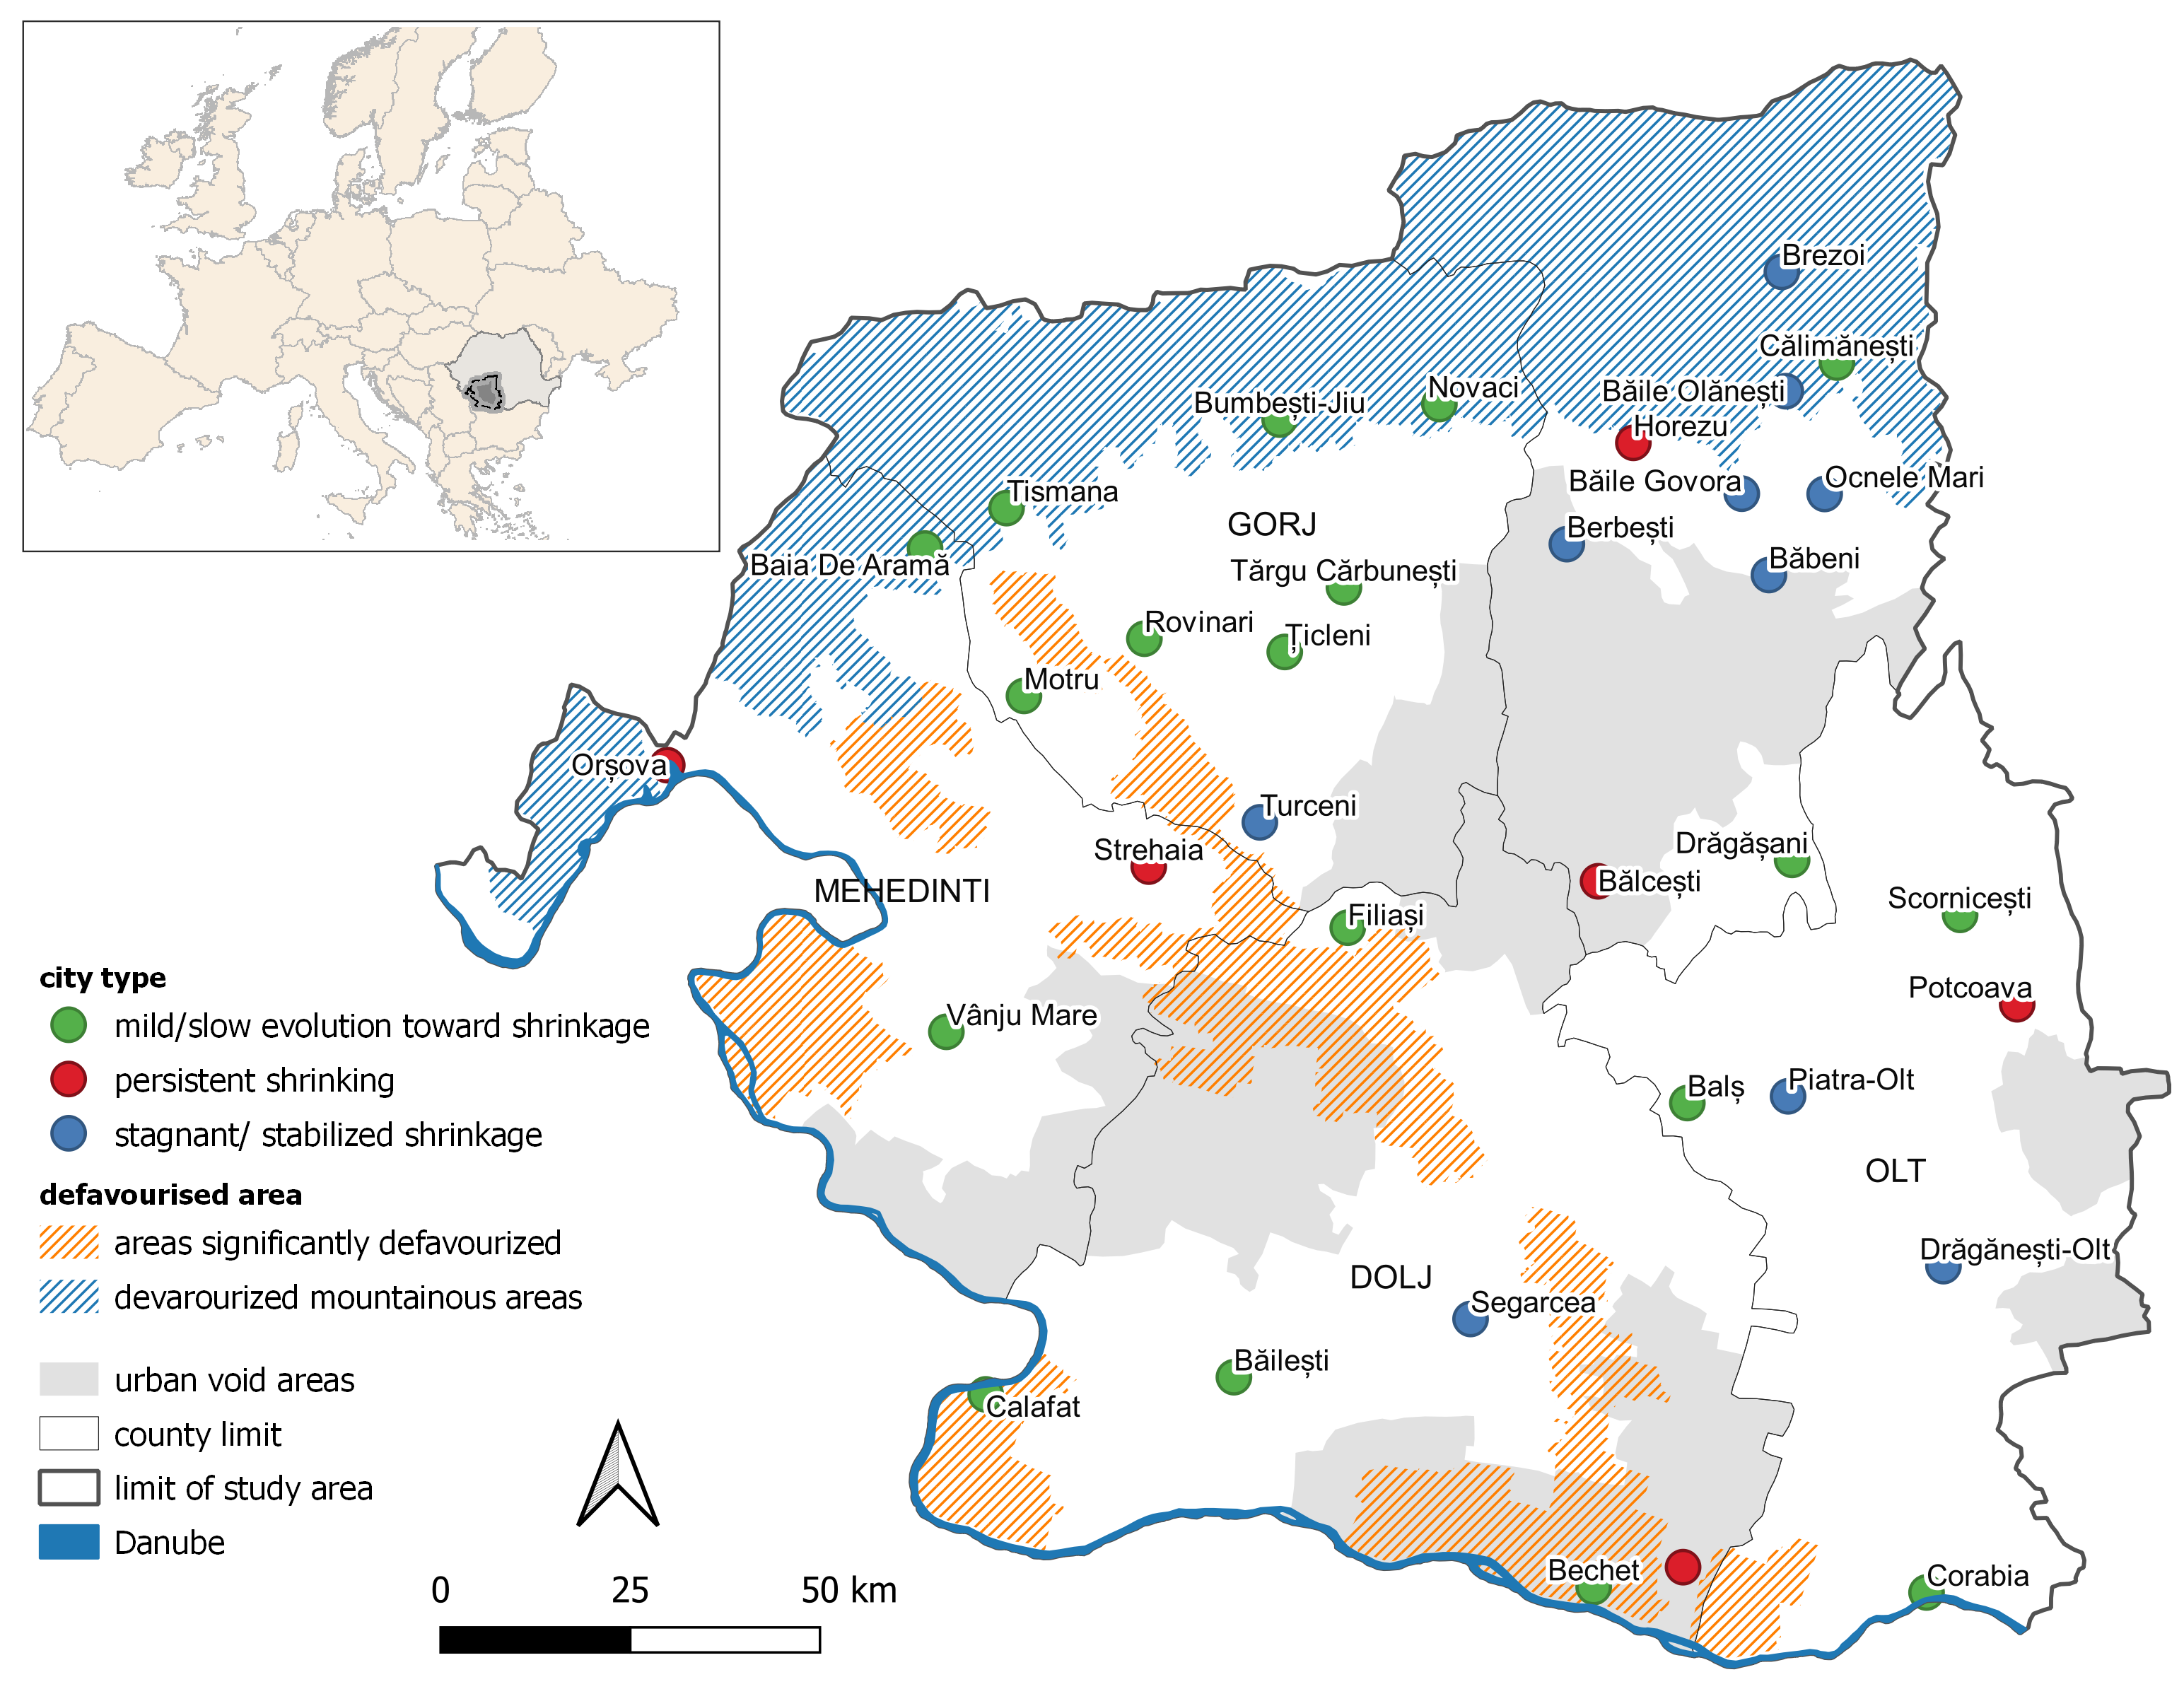 Brezoi
Călimănești
Băile Olănești
Novaci
Bumbești-Jiu
Horezu
Băile Govora
Ocnele Mari
Tismana
GORJ
Berbești
Băbeni
Baia De Aramă
Târgu Cărbunești
Rovinari
Țicleni
Motru
Orșova
Turceni
Strehaia
Drăgășani
Bălcești
MEHEDINTI
Scornicești
Filiași
Potcoava
Vânju Mare
Balș
Piatra-Olt
OLT
Drăgănești-Olt
DOLJ
Segarcea
Băilești
Calafat
Bechet
Corabia
city type
mild/slow evolution toward shrinkage
persistent shrinking
stagnant/ stabilized shrinkage
defavourised area
areas significantly defavourized
devarourized mountainous areas
urban void areas
county limit
limit of study area
Danube
0 25 50 km